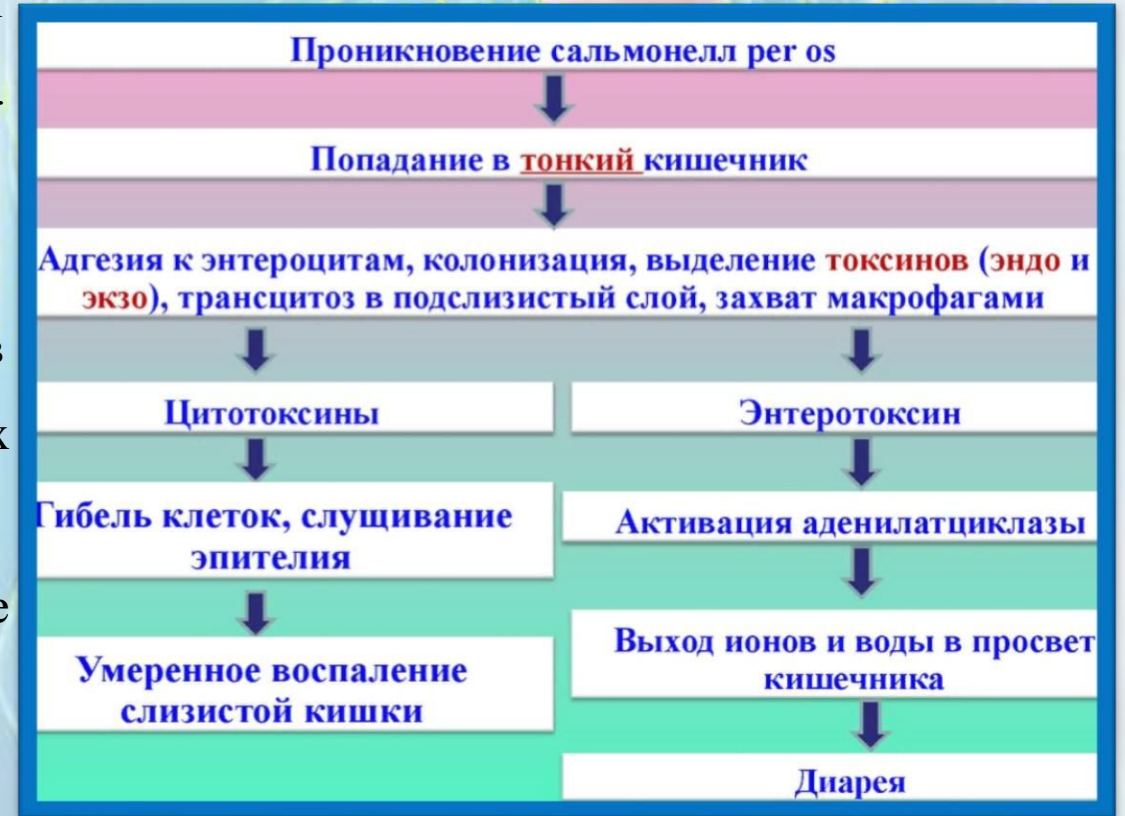 Проникновение сальмонелл per os
Попадание в тонкий кишечник
Адгезия к энтероцитам, колонизация, выделение токсинов (эндо и
экзо), трансцитоз в подслизистый слой, захват макрофагами
Цитотоксины
Энтеротоксин
Гибель клеток, слущивание
эпителия
Активация аденилатциклазы
Умеренное воспаление
слизистой кишки
Выход ионов и воды в просвет
кишечника
Диарея